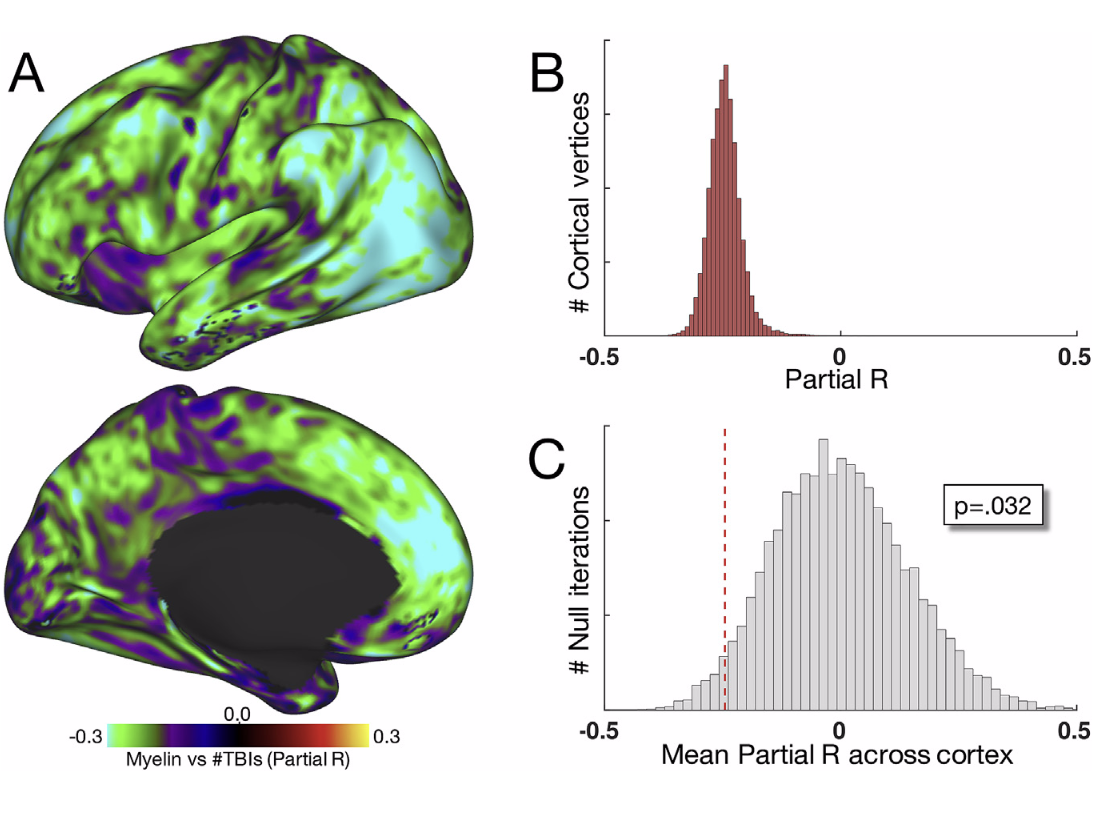 A
0.0
-0.3
0.3
Myelin vs #TBIs (Partial R)
B
# Cortical vertices
-0.5
0
0.5
Partial R
C
# Null iterations
p=.032
-0.5
0
0.5
Mean Partial R across cortex